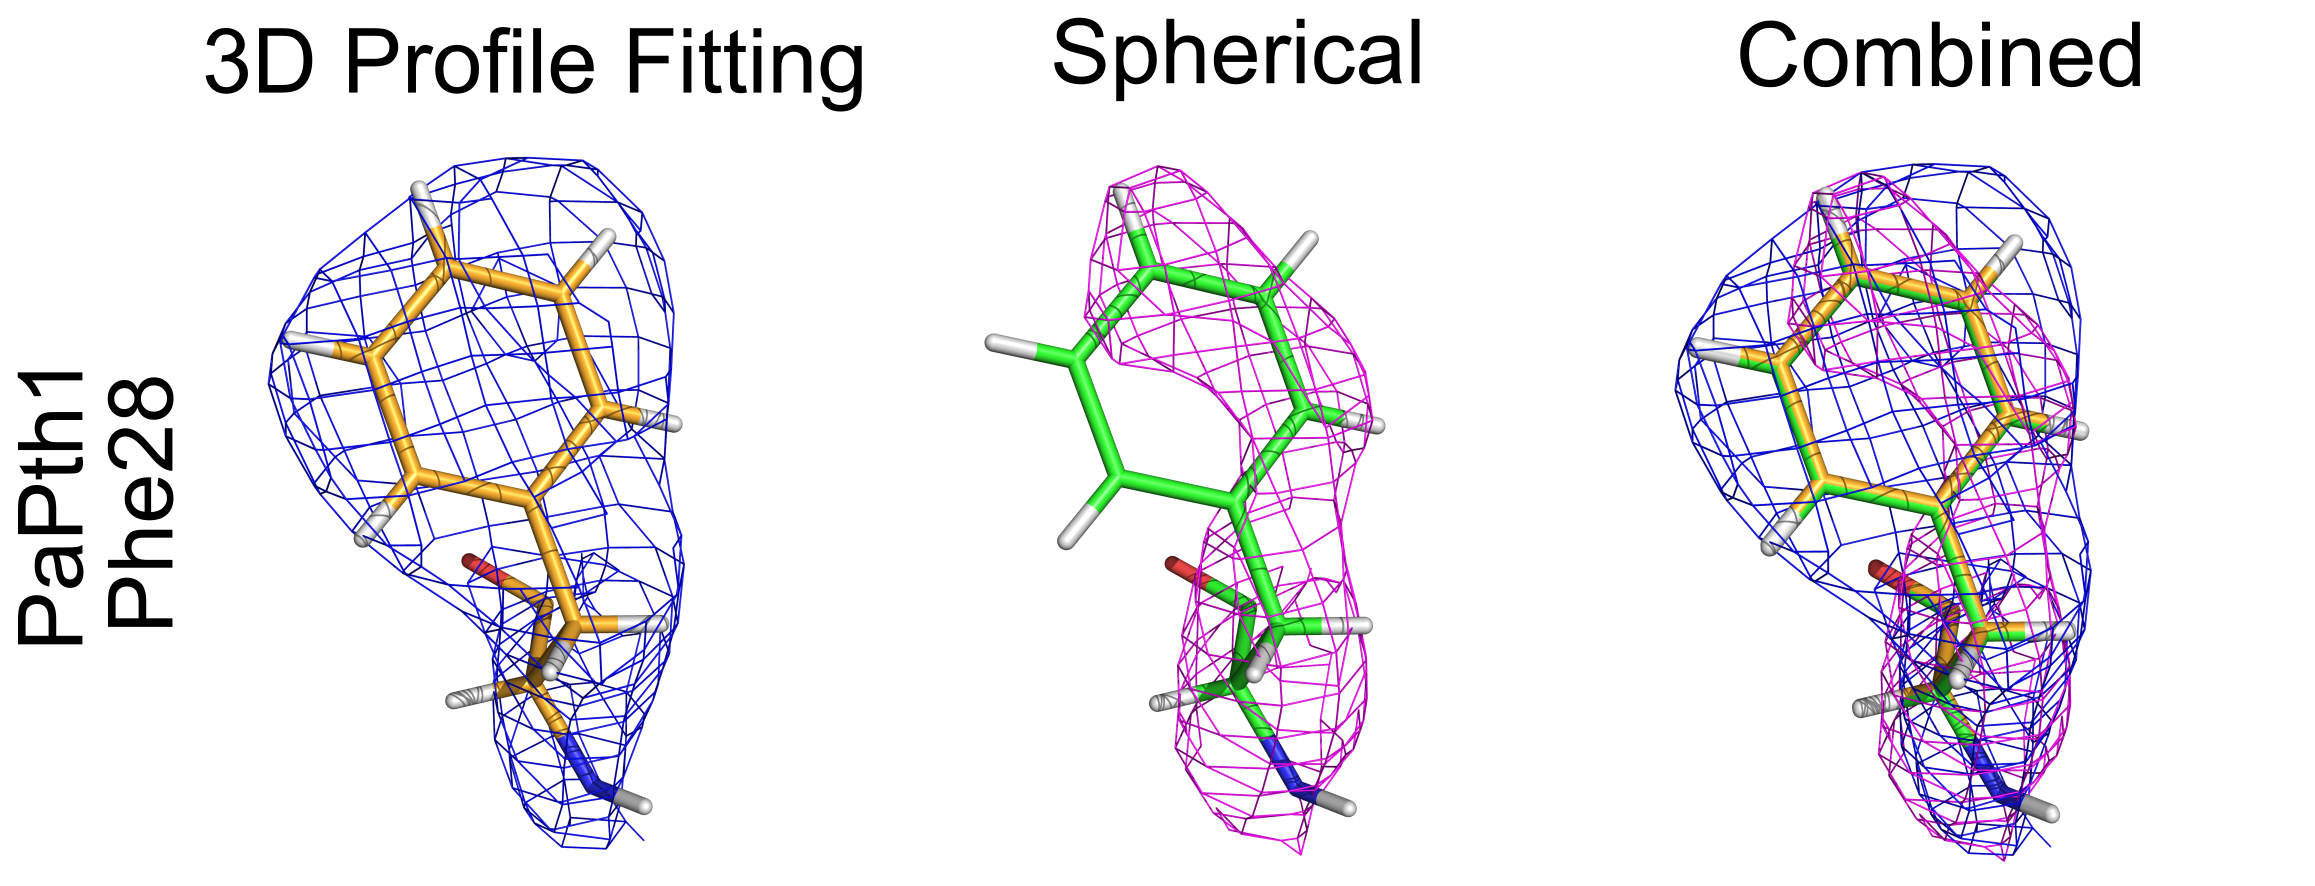 3D Profile Fitting
Spherical
Combined
PaPth1
Phe28